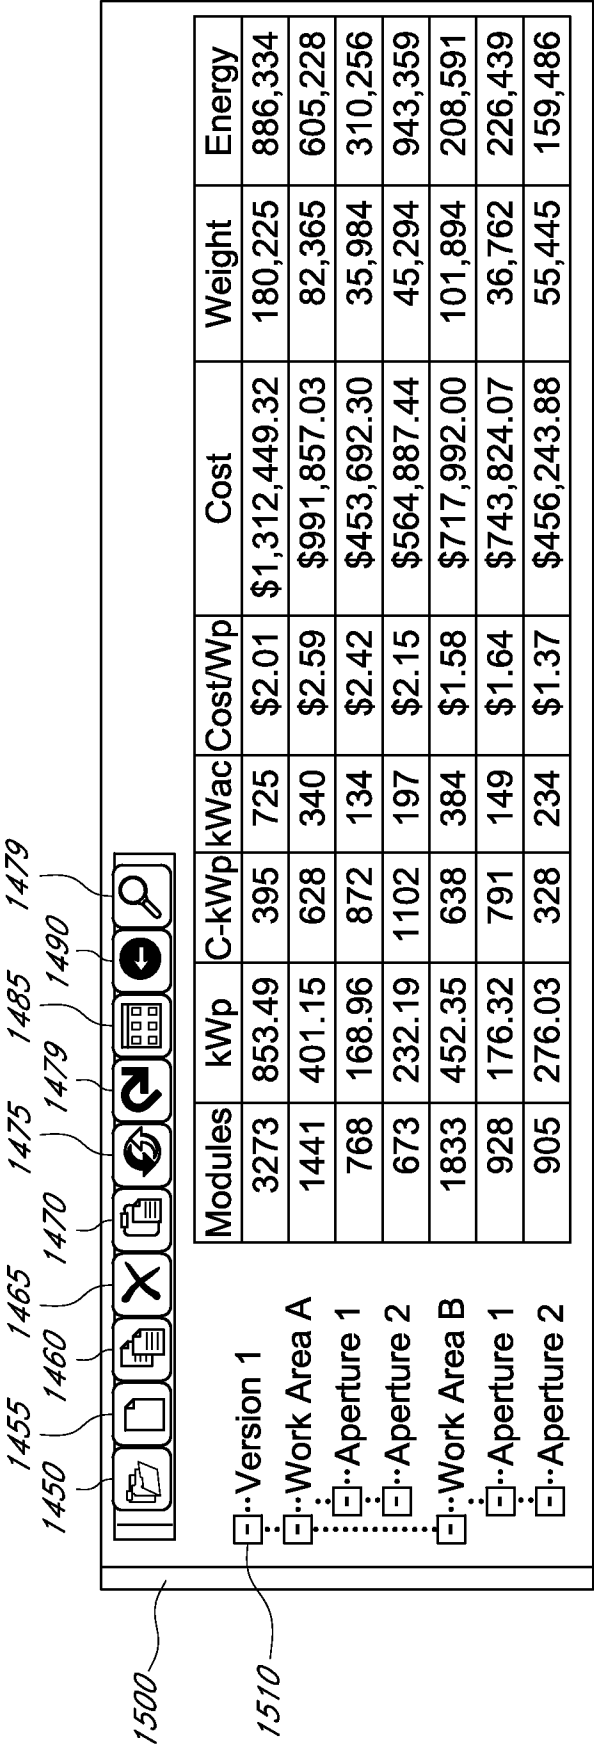 1450 1455 1460 1465 1470 1475 1479 1485 1490 1479
1500
1510
Modules kWp C-kWp kWac Cost/Wp Cost Weight Energy
Version 1 3273 853.49 395 725 $2.01 $1,312,449.32 180,225 886,334
Work Area A 1441 401.15 628 340 $2.59 $991,857.03 82,365 605,228
Aperture 1 768 168.96 872 134 $2.42 $453,692.30 35,984 310,256
Aperture 2 673 232.19 1102 197 $2.15 $564,887.44 45,294 943,359
Work Area B 1833 452.35 638 384 $1.58 $717,992.00 101,894 208,591
Aperture 1 928 176.32 791 149 $1.64 $743,824.07 36,762 226,439
Aperture 2 905 276.03 328 234 $1.37 $456,243.88 55,445 159,486